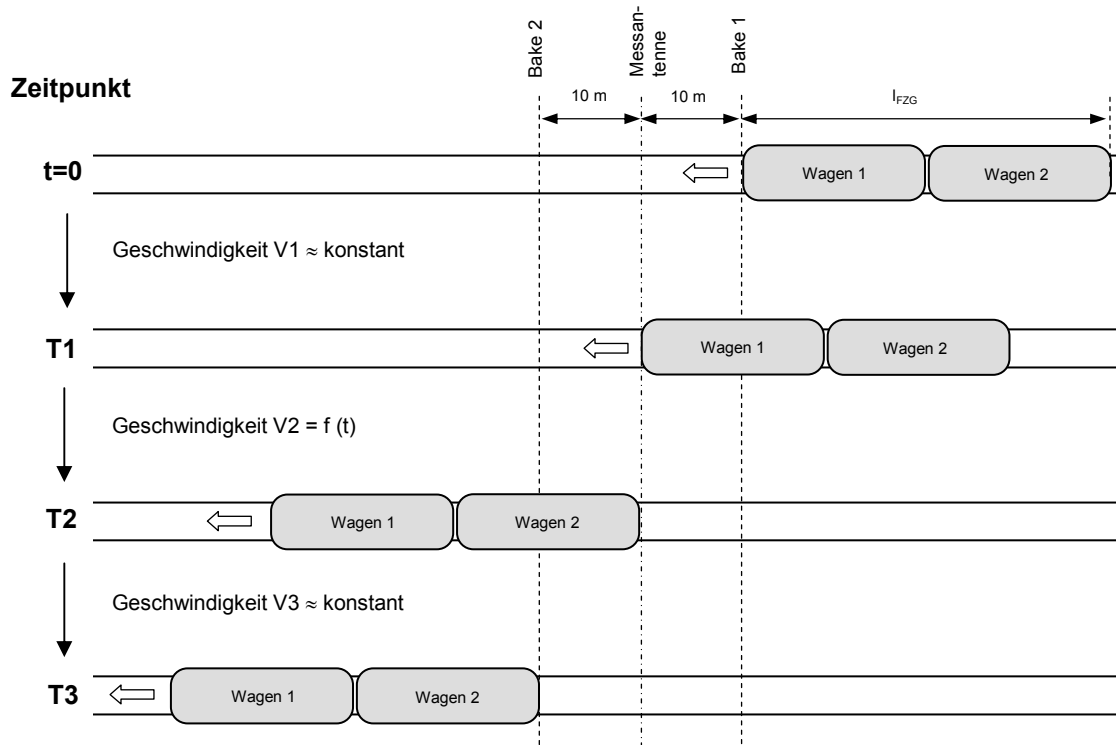 Bake 2
Messan-
tenne
Bake 1
Zeitpunkt
10 m
10 m
lFZG
t=0
Wagen 1
Wagen 2
Geschwindigkeit V1 ≈ konstant
T1
Wagen 1
Wagen 2
Geschwindigkeit V2 = f (t)
T2
Wagen 1
Wagen 2
Geschwindigkeit V3 ≈ konstant
T3
Wagen 1
Wagen 2